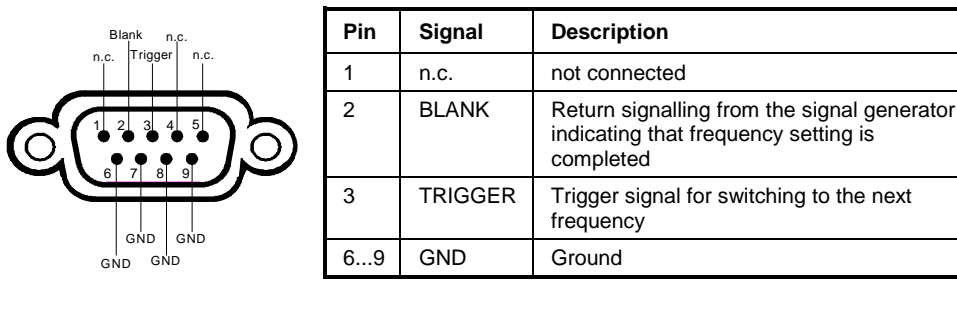 Blank n.c.
n.c. Trigger n.c.
1 2 3 4 5
6 7 8 9
GND GND
GND GND
Pin Signal Description
1 n.c. not connected
2 BLANK Return signalling from the signal generator
indicating that frequency setting is
completed
3 TRIGGER Trigger signal for switching to the next
frequency
6...9 GND Ground